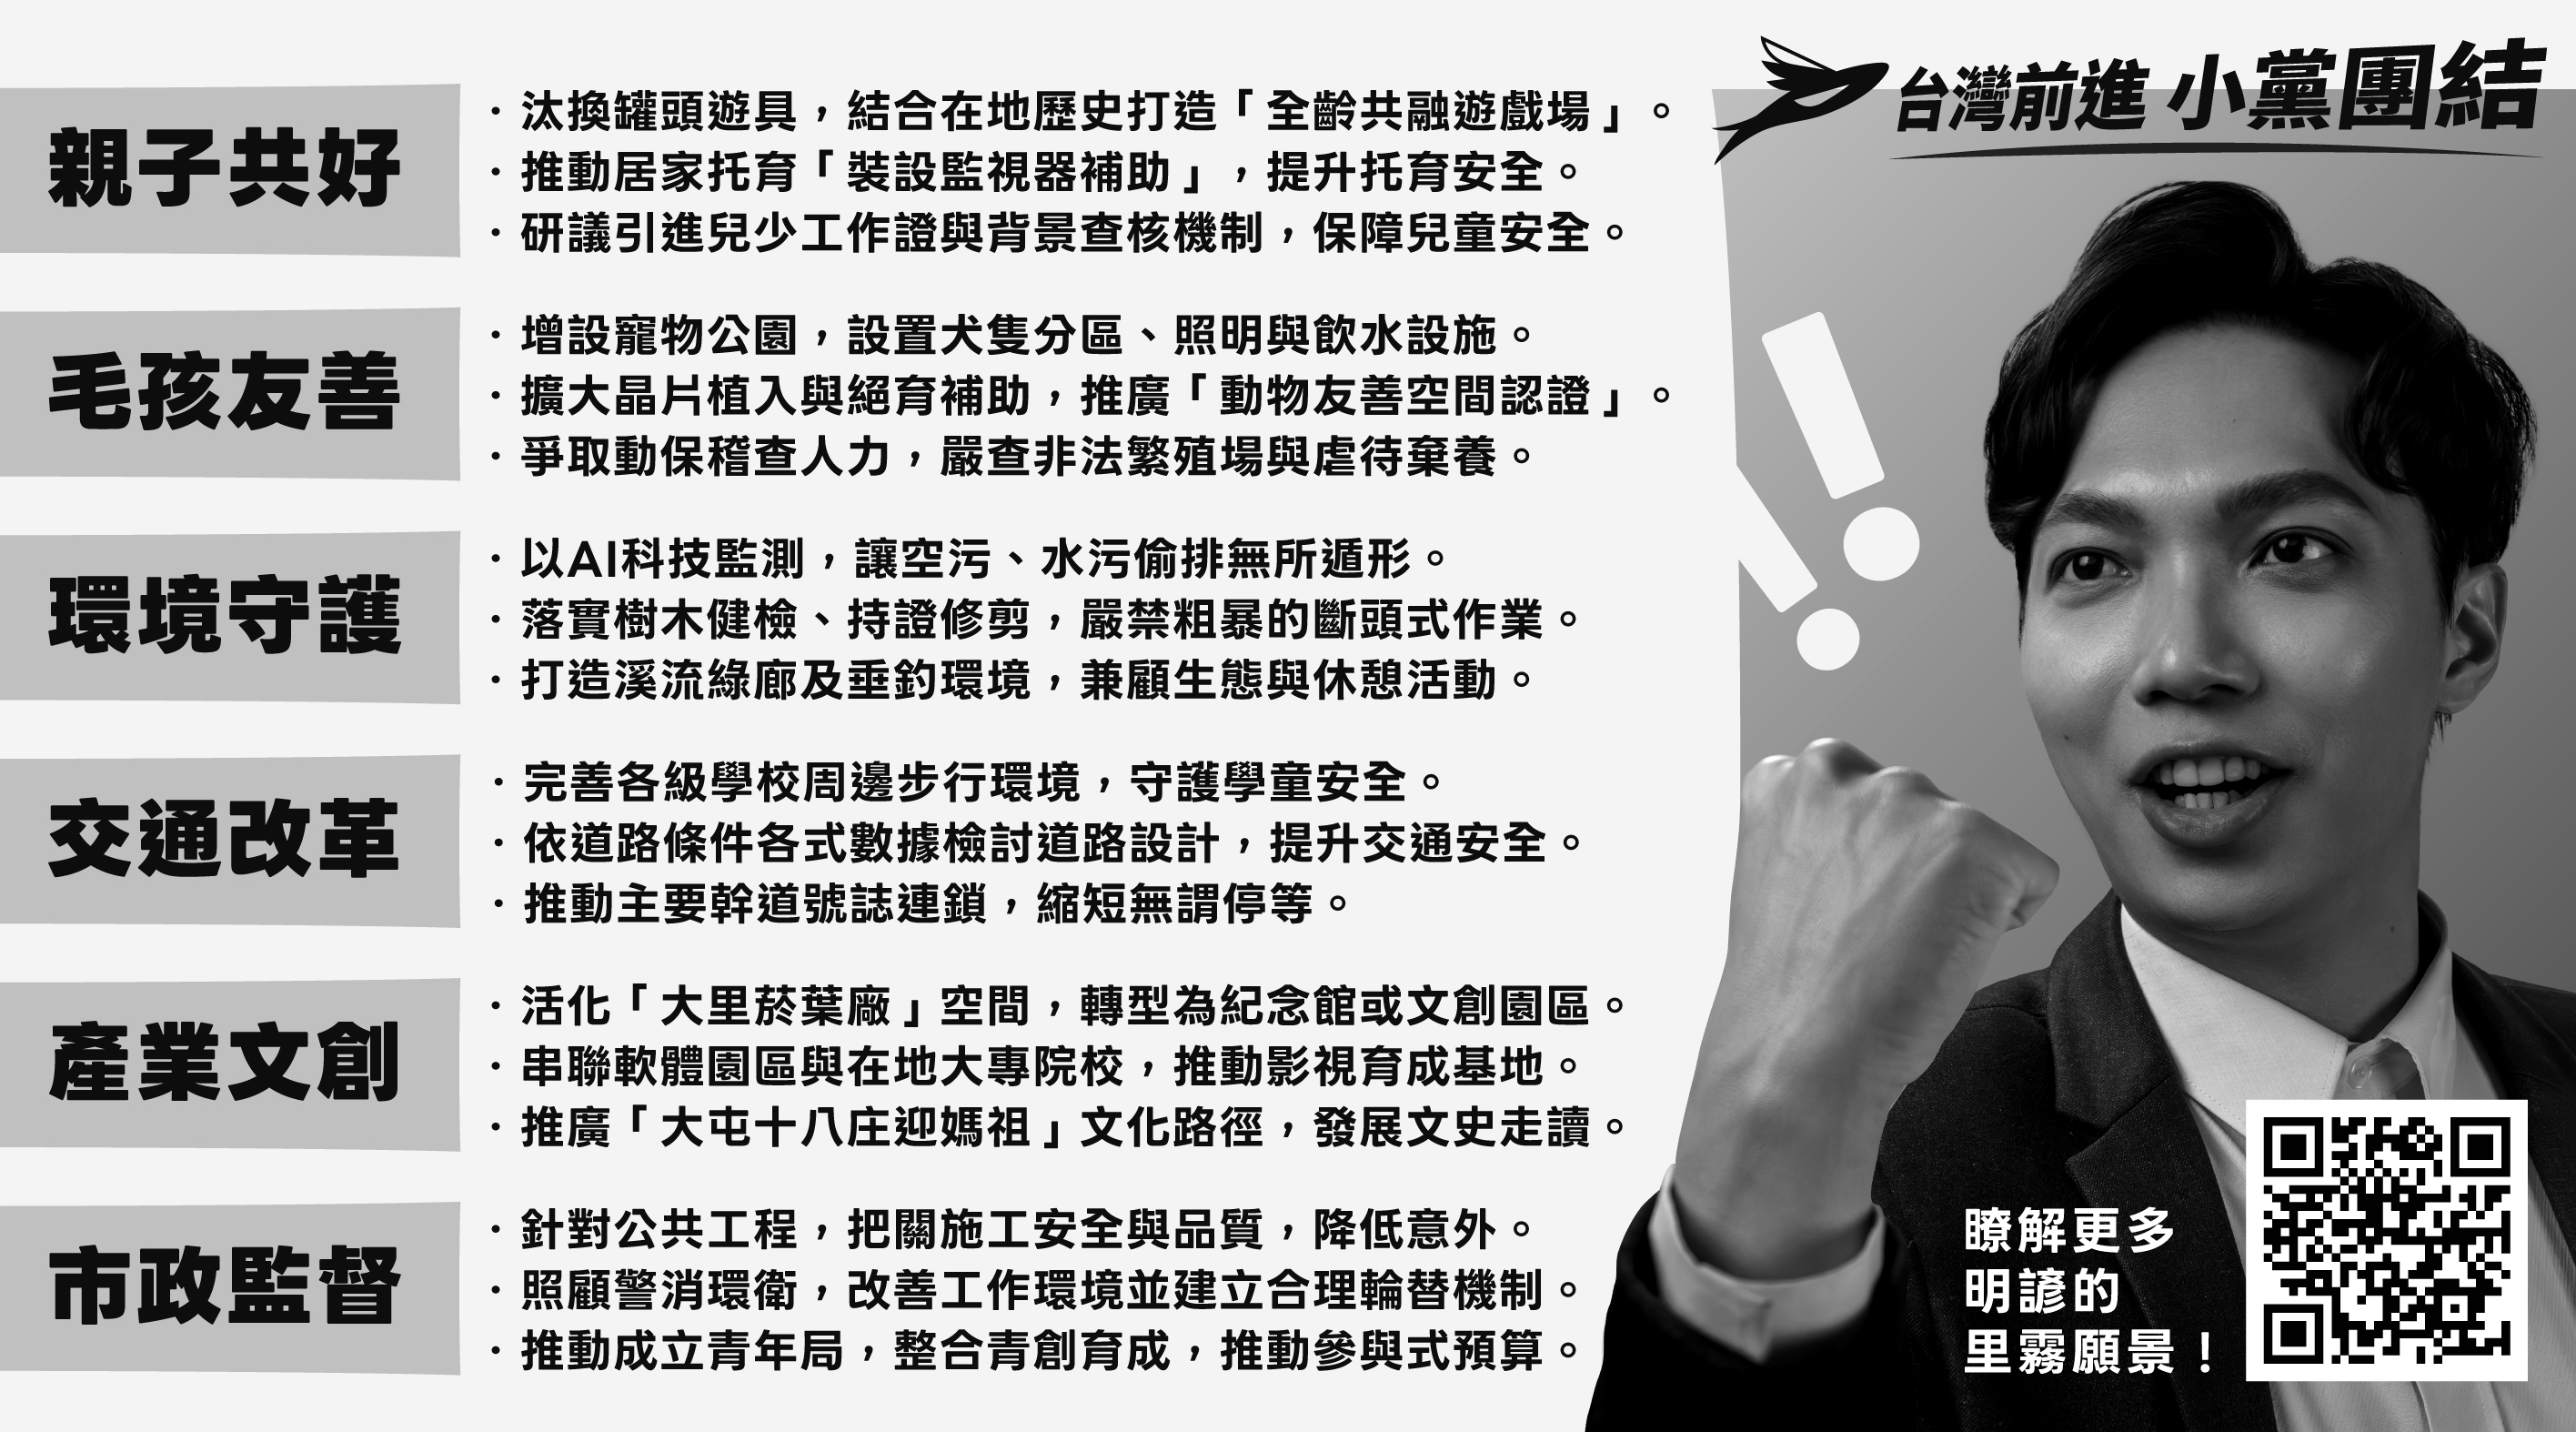 台灣前進 小黨團結
親子共好
· 汰換罐頭遊具，結合在地歷史打造「全齡共融遊戲場」。
· 推動居家托育「裝設監視器補助」，提升托育安全。
· 研議引進兒少工作證與背景查核機制，保障兒童安全。
毛孩友善
· 增設寵物公園，設置犬隻分區、照明與飲水設施。
· 擴大晶片植入與絕育補助，推廣「動物友善空間認證」。
· 爭取動保稽查人力，嚴查非法繁殖場與虐待棄養。
環境守護
· 以AI科技監測，讓空污、水污偷排無所遁形。
· 落實樹木健檢、持證修剪，嚴禁粗暴的斷頭式作業。
· 打造溪流綠廊及垂釣環境，兼顧生態與休憩活動。
交通改革
· 完善各級學校周邊步行環境，守護學童安全。
· 依道路條件各式數據檢討道路設計，提升交通安全。
· 推動主要幹道號誌連鎖，縮短無謂停等。
產業文創
· 活化「大里菸葉廠」空間，轉型為紀念館或文創園區。
· 串聯軟體園區與在地大專院校，推動影視育成基地。
· 推廣「大屯十八庄迎媽祖」文化路徑，發展文史走讀。
市政監督
· 針對公共工程，把關施工安全與品質，降低意外。
· 照顧警消環衛，改善工作環境並建立合理輪替機制。
· 推動成立青年局，整合青創育成，推動參與式預算。
瞭解更多
明諺的
里霧願景！